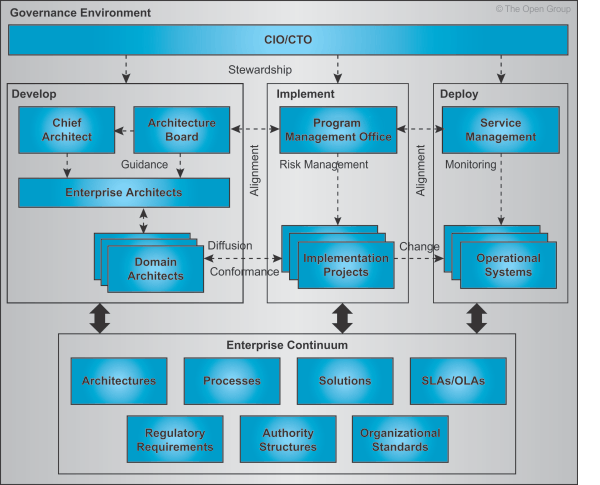 Governance Environment
© The Open Group
CIO/CTO
Stewardship
Develop
Implement
Deploy
Chief
Architect
Architecture
Board
Program
Management Office
Service
Management
Guidance
Alignment
Risk Management
Alignment
Monitoring
Enterprise Architects
Diffusion
Conformance
Change
Domain
Architects
Implementation
Projects
Operational
Systems
Enterprise Continuum
Architectures
Processes
Solutions
SLAs/OLAs
Regulatory
Requirements
Authority
Structures
Organizational
Standards